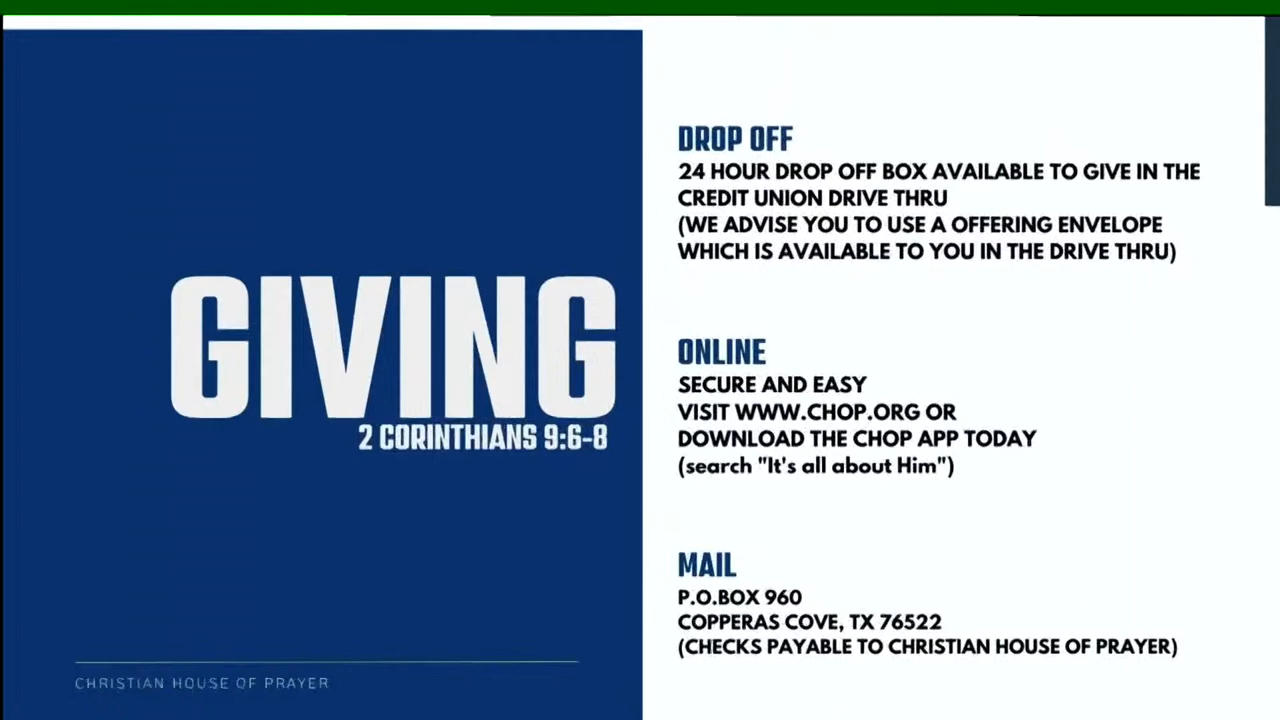 GIVING
2 CORINTHIANS 9:6-8
CHRISTIAN HOUSE OF PRAYER
DROP OFF
24 HOUR DROP OFF BOX AVAILABLE TO GIVE IN THE
CREDIT UNION DRIVE THRU
(WE ADVISE YOU TO USE A OFFERING ENVELOPE
WHICH IS AVAILABLE TO YOU IN THE DRIVE THRU)
ONLINE
SECURE AND EASY
VISIT WWW.CHOP.ORG OR
DOWNLOAD THE CHOP APP TODAY
(search "It's all about Him")
MAIL
P.O.BOX 960
COPPERAS COVE, TX 76522
(CHECKS PAYABLE TO CHRISTIAN HOUSE OF PRAYER)